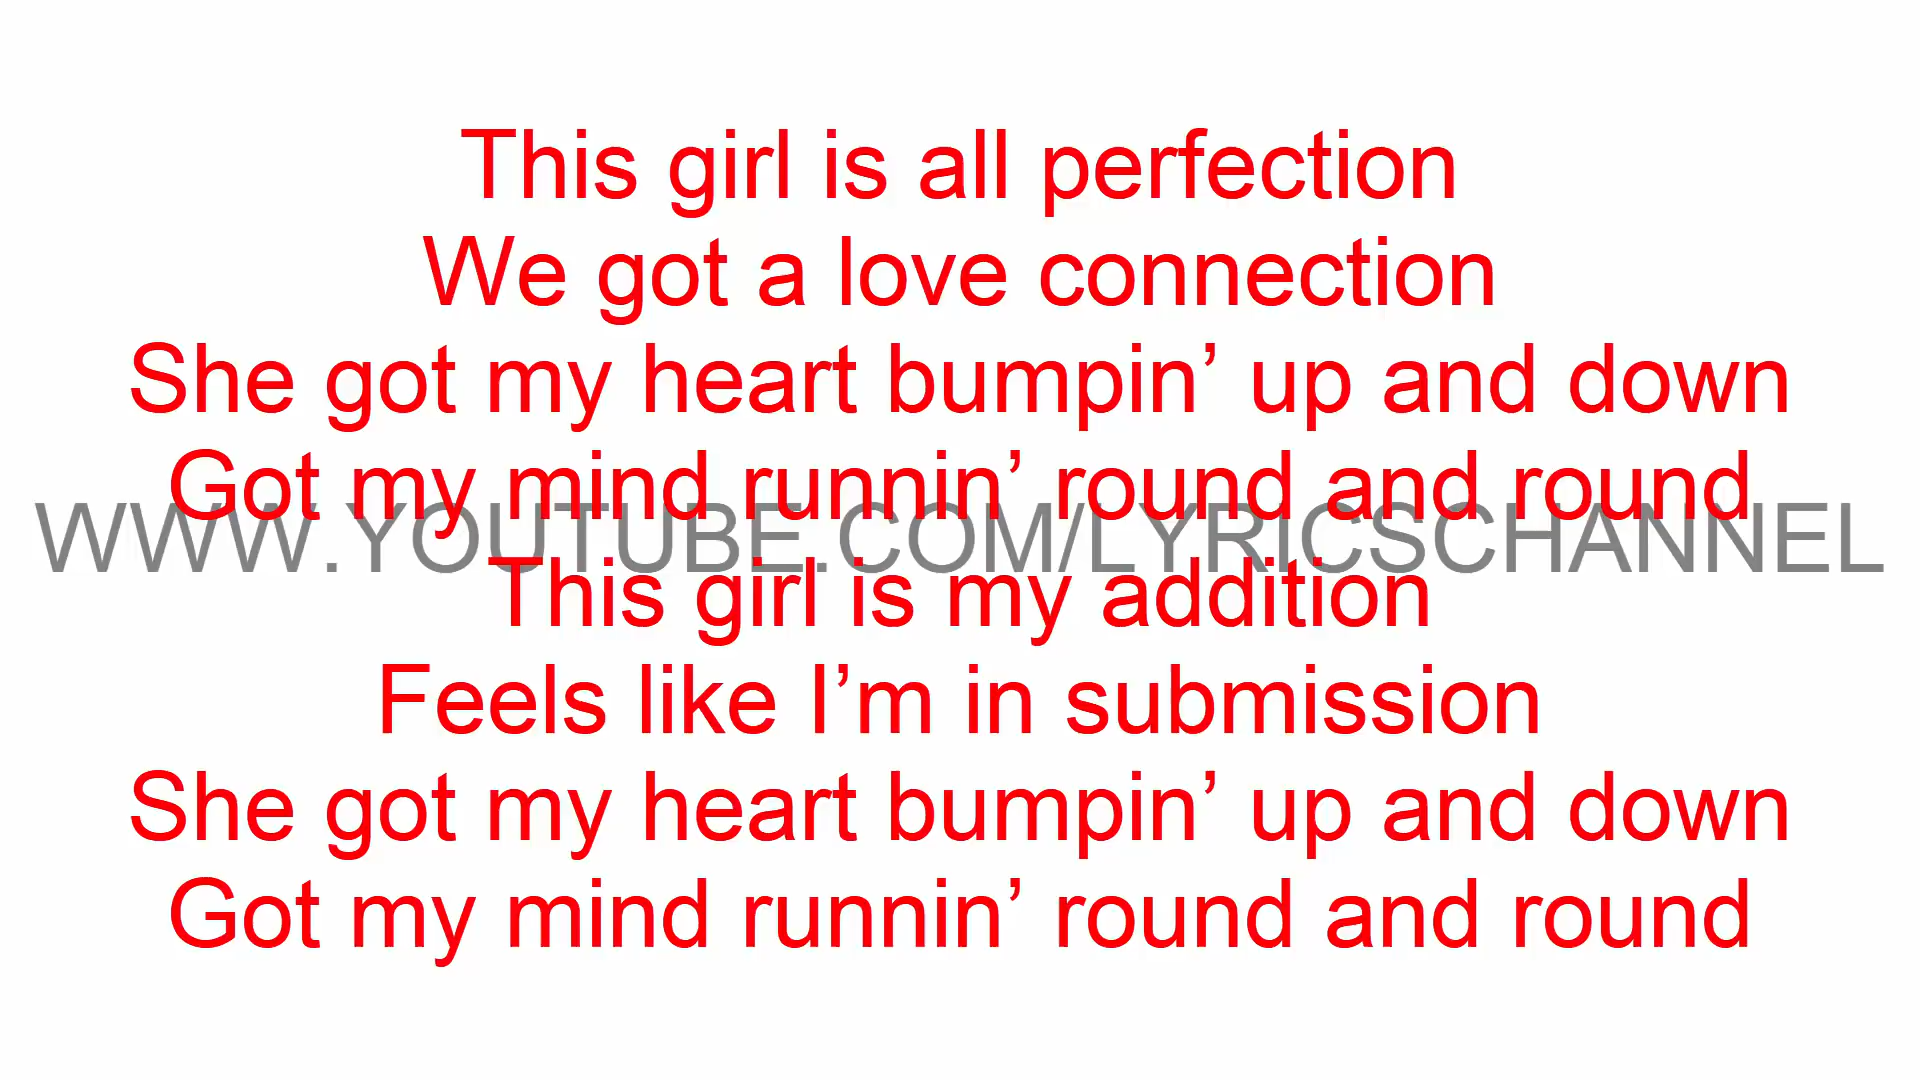 This girl is all perfection
We got a love connection
She got my heart bumpin’ up and down
Got my mind runnin’ round and round
WWW.YOUTUBE.COM/LYRICSCHANNEL
This girl is my addition
Feels like I’m in submission
She got my heart bumpin’ up and down
Got my mind runnin’ round and round